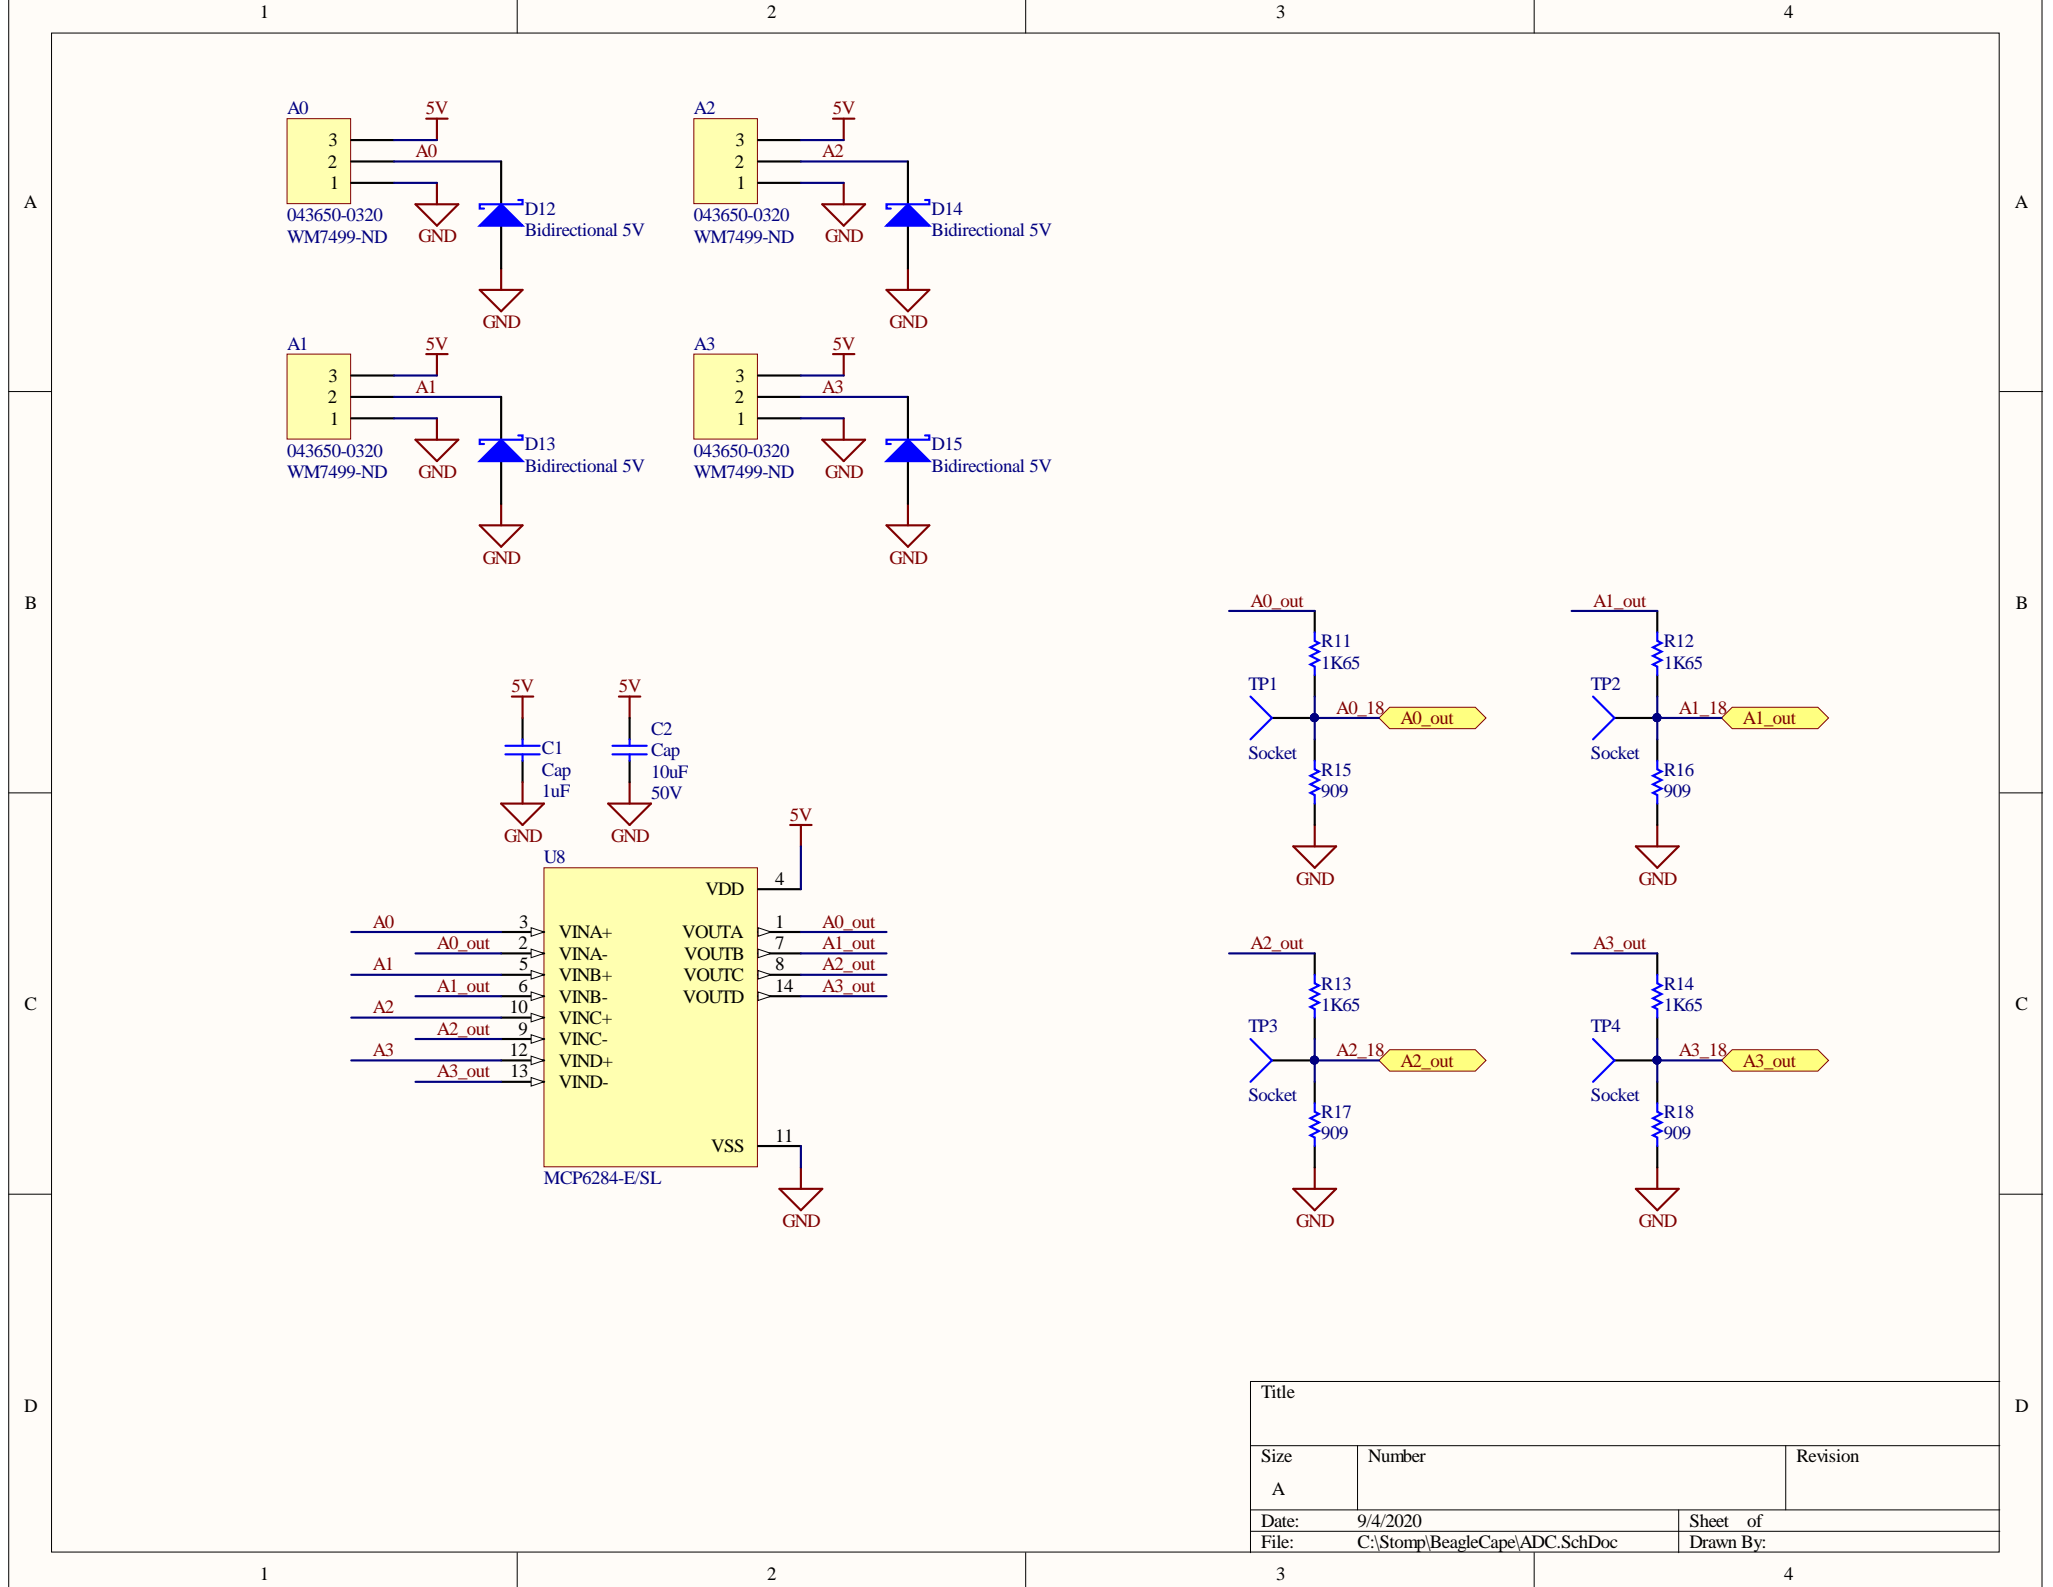 1 2 3 4
A A
B B
C C
D D
A0
5V
3
A0
2
1
043650-0320
WM7499-ND
GND
D12
Bidirectional 5V
GND
A2
5V
3
A2
2
1
043650-0320
WM7499-ND
GND
D14
Bidirectional 5V
GND
A1
5V
3
A1
2
1
043650-0320
WM7499-ND
GND
D13
Bidirectional 5V
GND
A3
5V
3
A3
2
1
043650-0320
WM7499-ND
GND
D15
Bidirectional 5V
GND
A0_out
R11
1K65
TP1
A0_18
A0_out
Socket
R15
909
GND
A1_out
R12
1K65
TP2
A1_18
A1_out
Socket
R16
909
GND
5V
C1
Cap
1uF
GND
5V
C2
Cap
10uF
50V
GND
U8
5V
VDD 4
A0 3 VINA+ VOUTA 1 A0_out
A0_out 2 VINA- VOUTB 7 A1_out
A1 5 VINB+ VOUTC 8 A2_out
A1_out 6 VINB- VOUTD 14 A3_out
A2 10 VINC+
A2_out 9 VINC-
A3 12 VIND+
A3_out 13 VIND-
VSS 11
MCP6284-E/SL
GND
A2_out
R13
1K65
TP3
A2_18
A2_out
Socket
R17
909
GND
A3_out
R14
1K65
TP4
A3_18
A3_out
Socket
R18
909
GND
Title
Size Number Revision
A
Date: 9/4/2020 Sheet of
File: C:\Stomp\BeagleCape\ADC.SchDoc Drawn By:
1 2 3 4